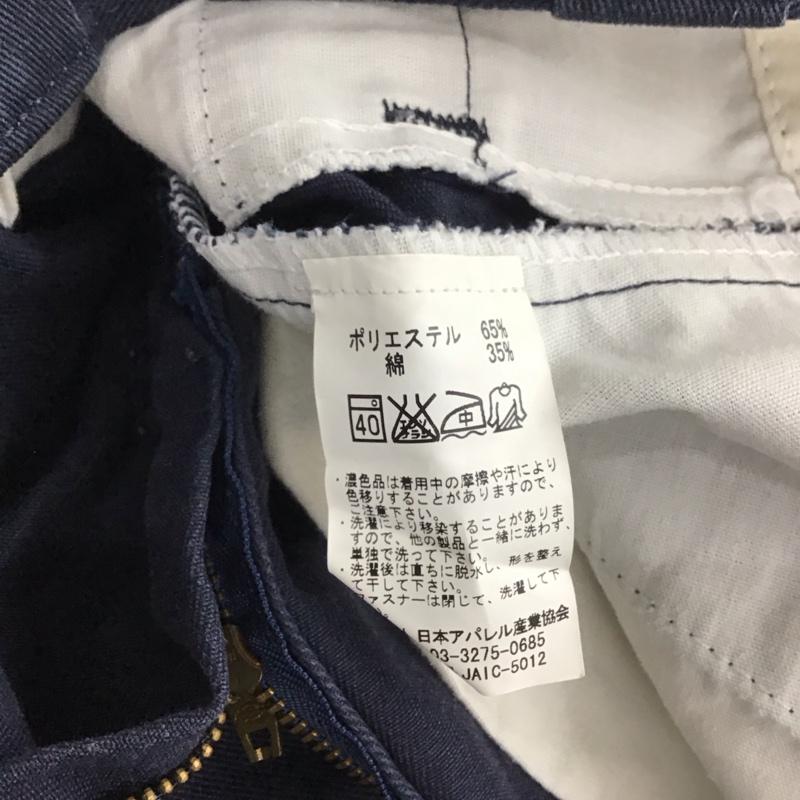 ポリエステル 65%
綿 35%
40
エンソ
サラシ
中
・濃色品は着用中の摩擦や汗により
色移りすることがありますので、
ご注意下さい。
・洗濯により移染することがありま
すので、他の製品と一緒に洗わず、
単独で洗って下さい。
・洗濯後は直ちに脱水し、形を整え
て干して下さい。
ァスナーは閉じて、洗濯して下
日本アパレル産業協会
03-3275-0685
JAIC-5012